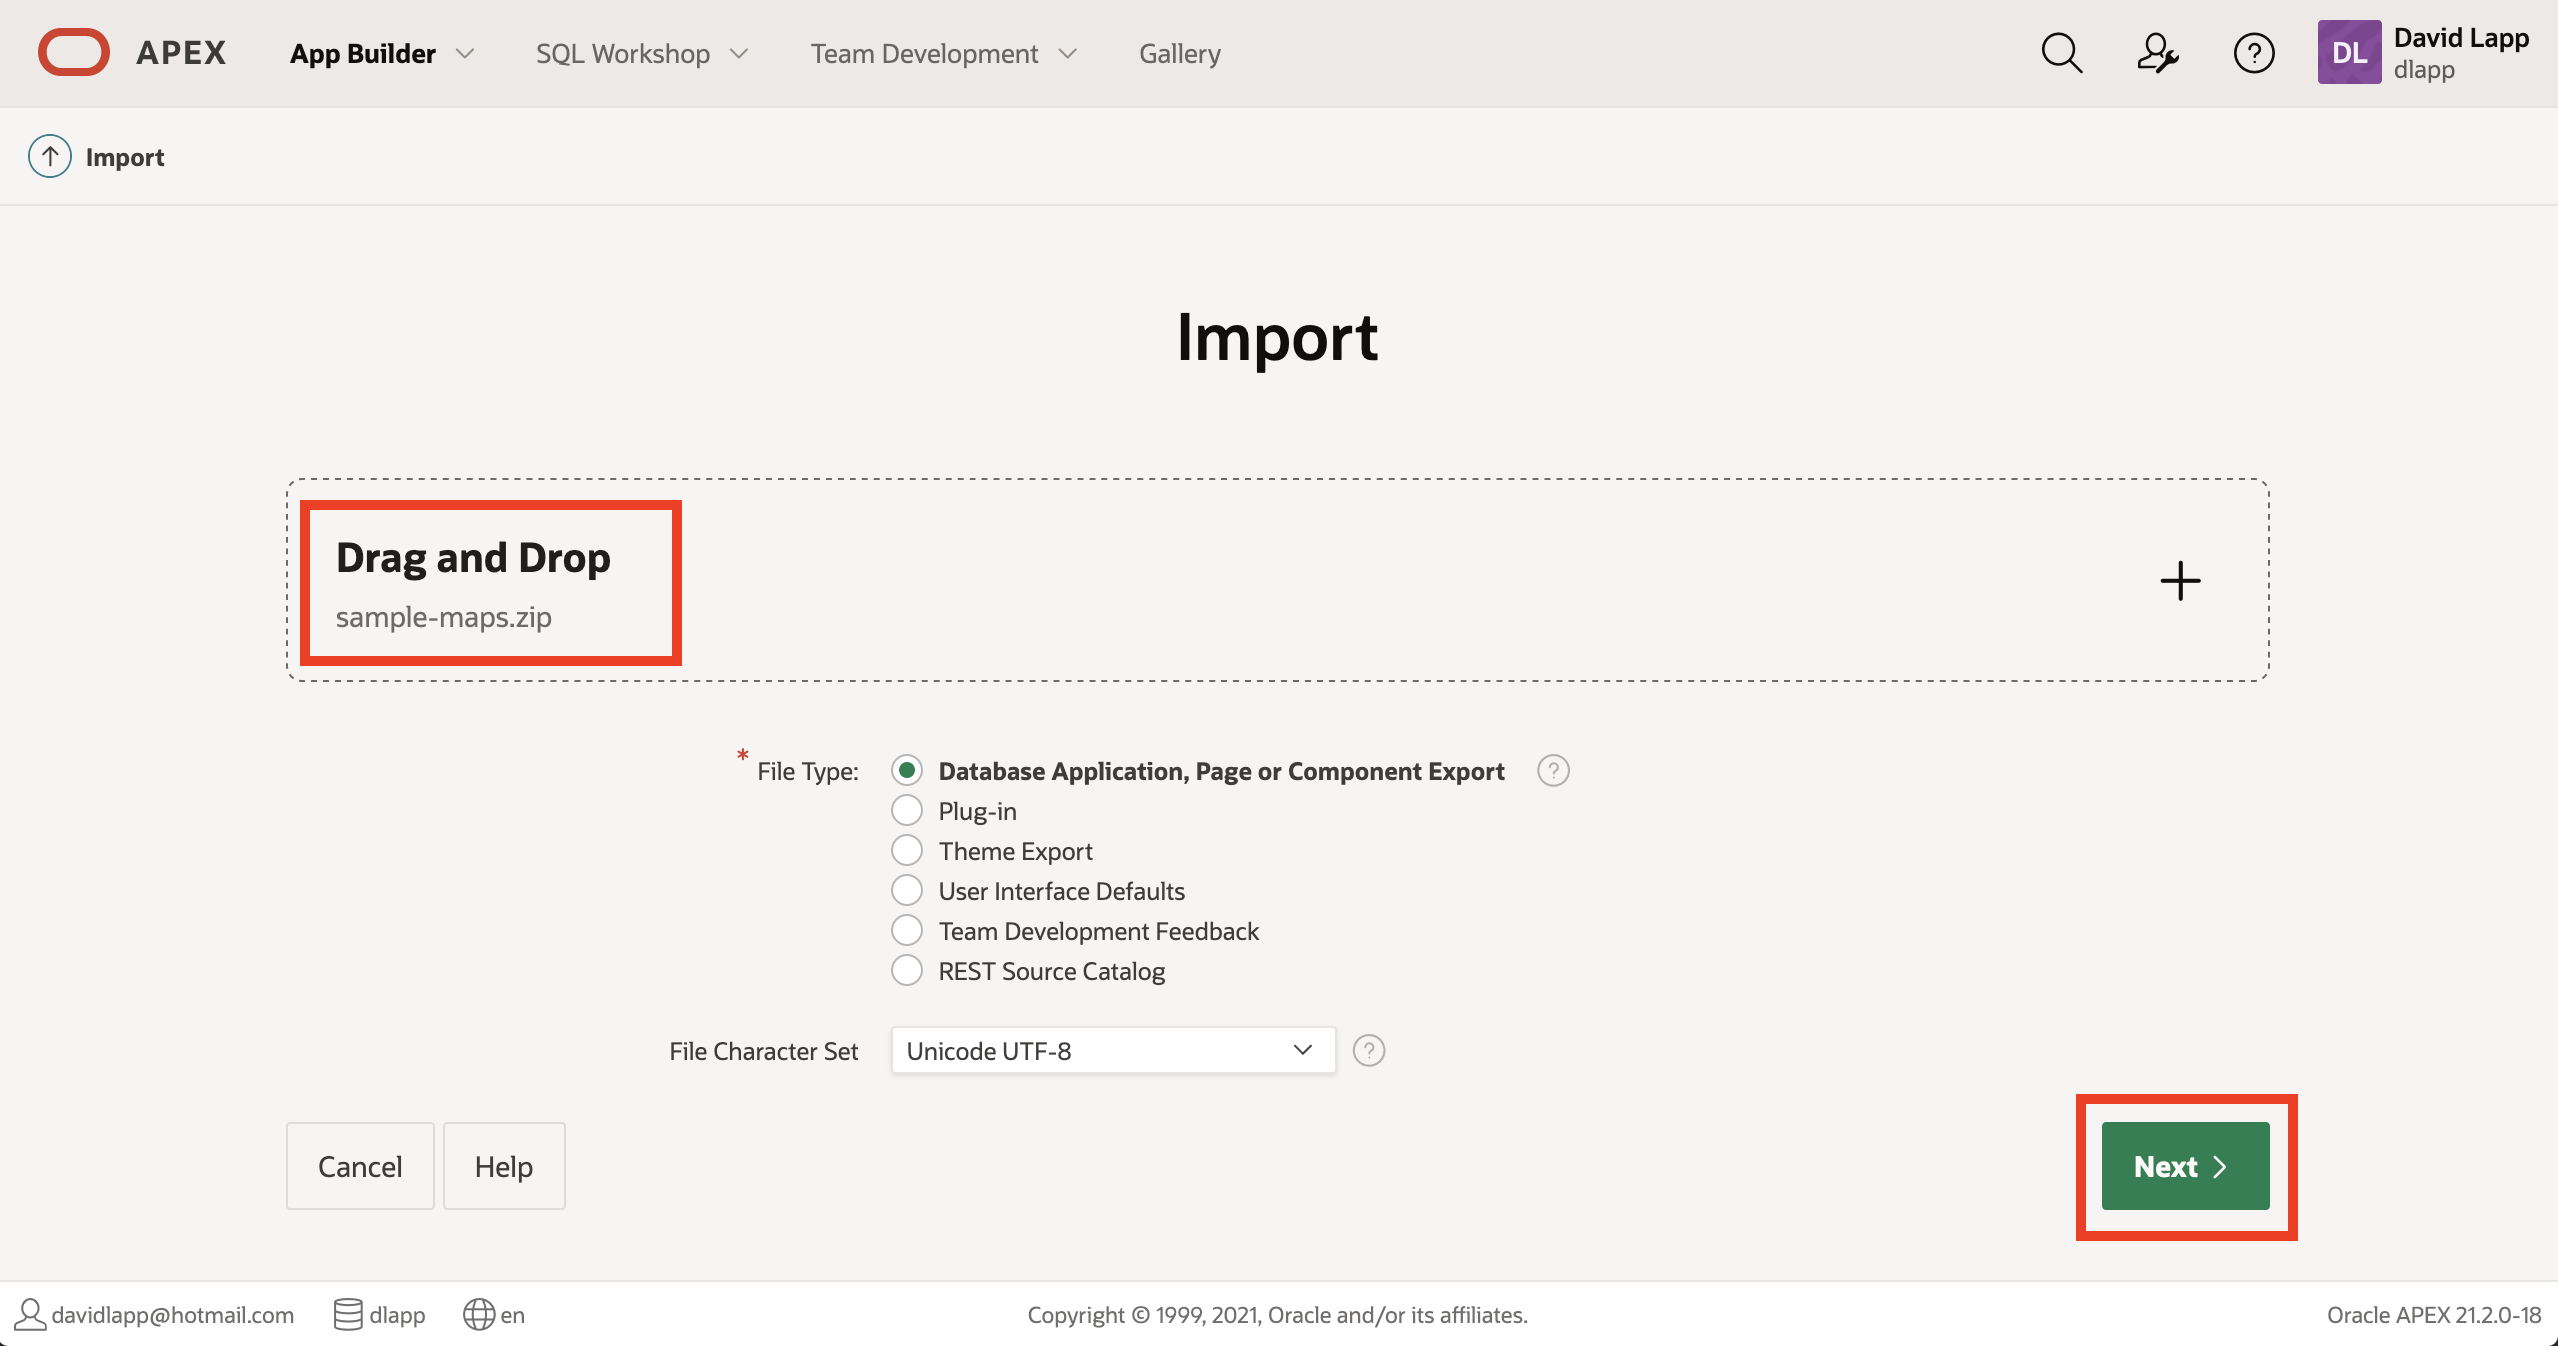 APEX App Builder SQL Workshop Team Development Gallery DL David Lapp
dlapp
Import
Import
Drag and Drop
sample-maps.zip
* File Type: Database Application, Page or Component Export ?
Plug-in
Theme Export
User Interface Defaults
Team Development Feedback
REST Source Catalog
File Character Set Unicode UTF-8 ?
Cancel Help Next
davidlapp@hotmail.com dlapp en Copyright © 1999, 2021, Oracle and/or its affiliates. Oracle APEX 21.2.0-18